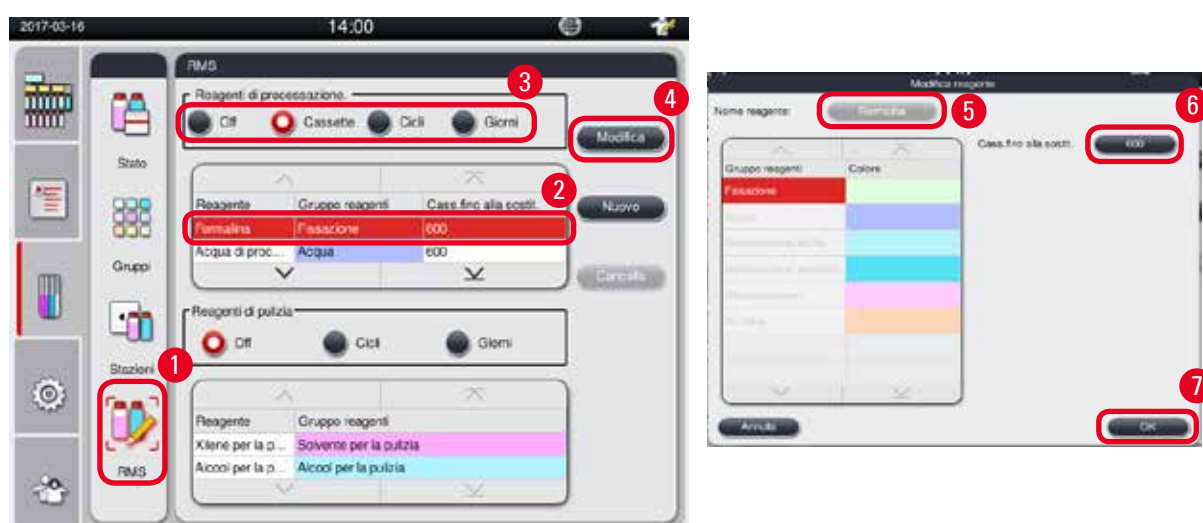 2017-03-16 14:00
RMS
Reagenti di processazione.
3
Off Cassette Cicli Giorni
4
Modifica
Stato
2
Reagente Gruppo reagenti Cass.fino alla sostit.
Nuovo
Formalina Fissazione 600
Acqua di proc... Acqua 600
Gruppi
Cancella
Reagenti di pulizia
Off Cicli Giorni
Stazioni
1
Reagente Gruppo reagenti
Xilene per la p... Solvente per la pulizia
Alcool per la p... Alcool per la pulizia
RMS
Modifica reagente
6
Nome reagente: Formalina
5
Cass.fino alla sostit. 600
Gruppo reagenti Colore
Fissazione
7
Annulla
OK